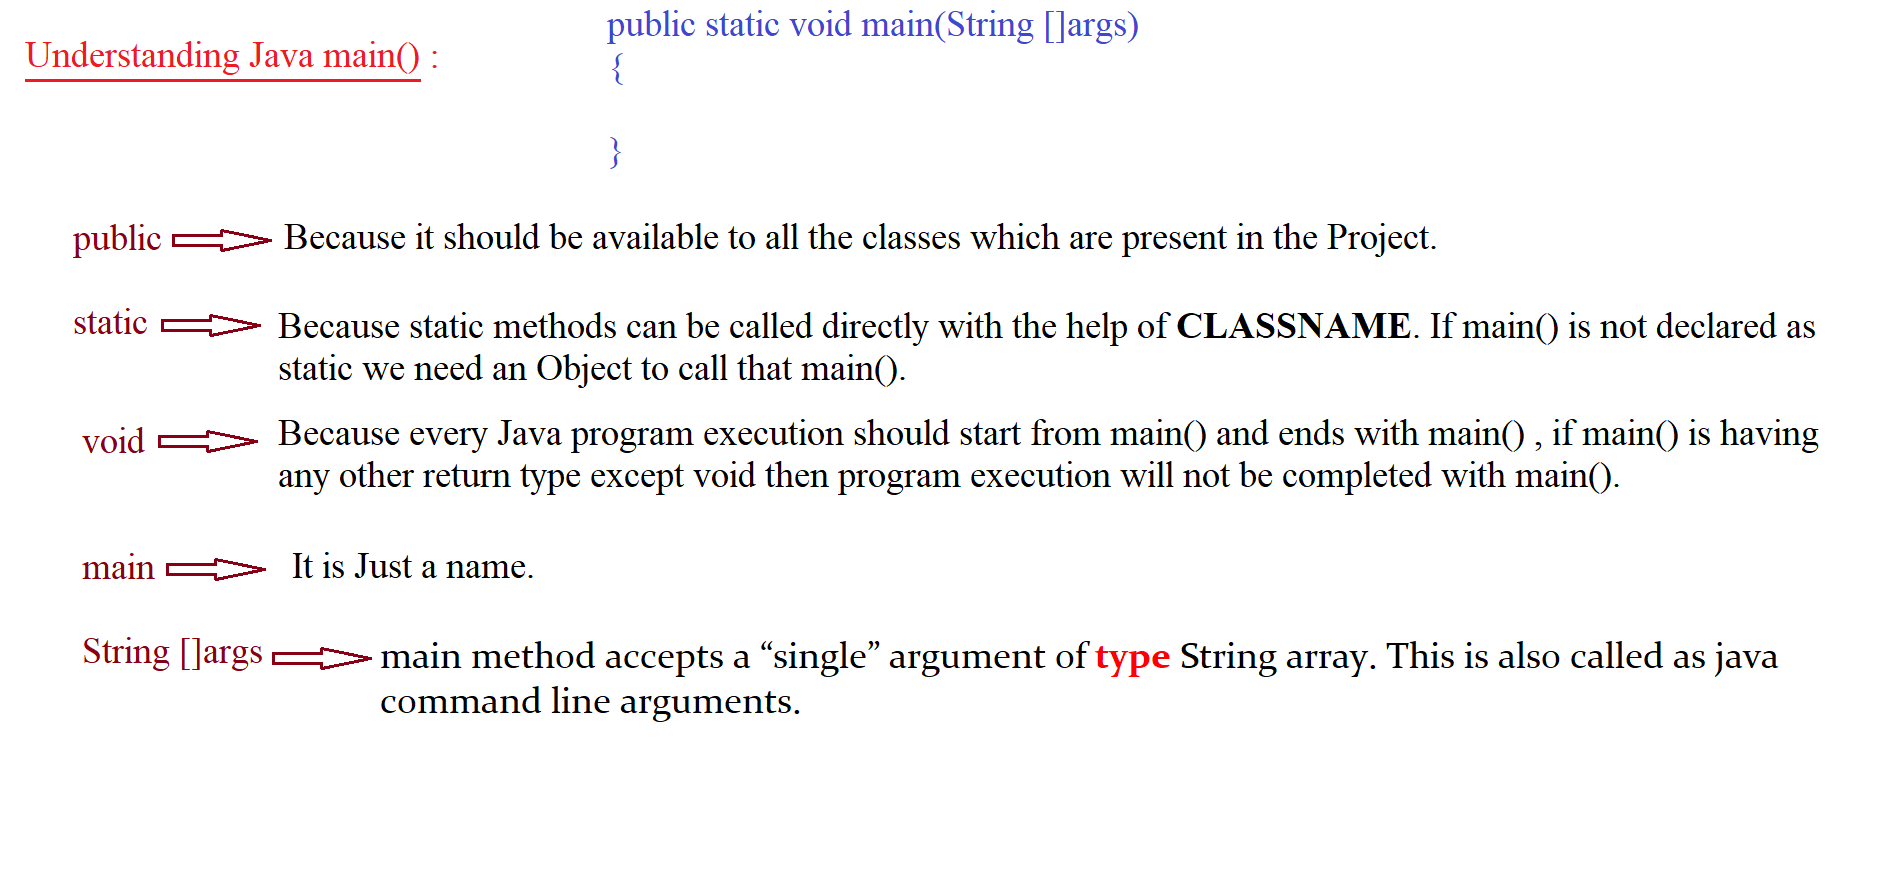 public static void main(String []args)
Understanding Java main() :
{
}
public Because it should be available to all the classes which are present in the Project.
static Because static methods can be called directly with the help of CLASSNAME. If main() is not declared as
static we need an Object to call that main().
void Because every Java program execution should start from main() and ends with main() , if main() is having
any other return type except void then program execution will not be completed with main().
main It is Just a name.
String []args main method accepts a “single” argument of type String array. This is also called as java
command line arguments.